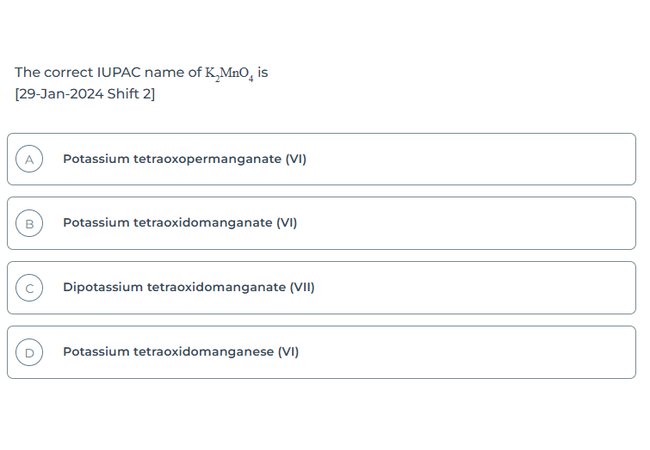 The correct IUPAC name of K₂MnO₄ is
[29-Jan-2024 Shift 2]
A Potassium tetraoxopermanganate (VI)
B Potassium tetraoxidomanganate (VI)
C Dipotassium tetraoxidomanganate (VII)
D Potassium tetraoxidomanganese (VI)